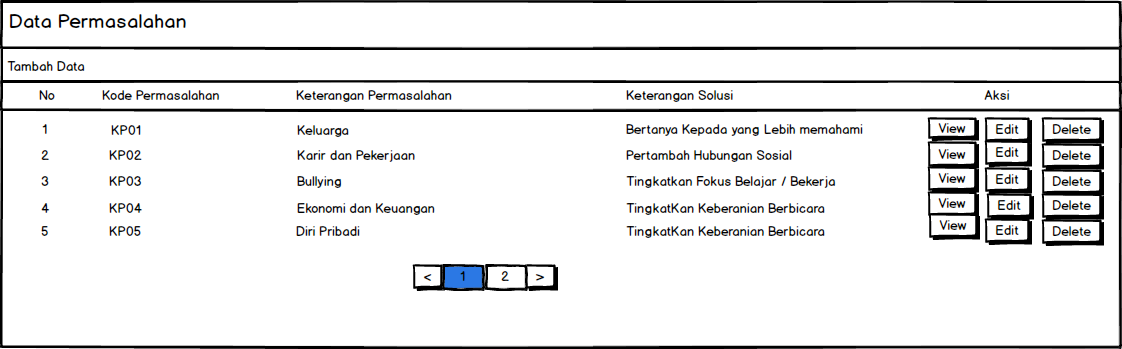 Data Permasalahan
Tambah Data
No Kode Permasalahan Keterangan Permasalahan Keterangan Solusi Aksi
1 KP01 Keluarga Bertanya Kepada yang Lebih memahami View Edit Delete
2 KP02 Karir dan Pekerjaan Pertambah Hubungan Sosial View Edit Delete
3 KP03 Bullying Tingkatkan Fokus Belajar / Bekerja View Edit Delete
4 KP04 Ekonomi dan Keuangan TingkatKan Keberanian Berbicara View Edit Delete
5 KP05 Diri Pribadi TingkatKan Keberanian Berbicara View Edit Delete
< 1 2 >